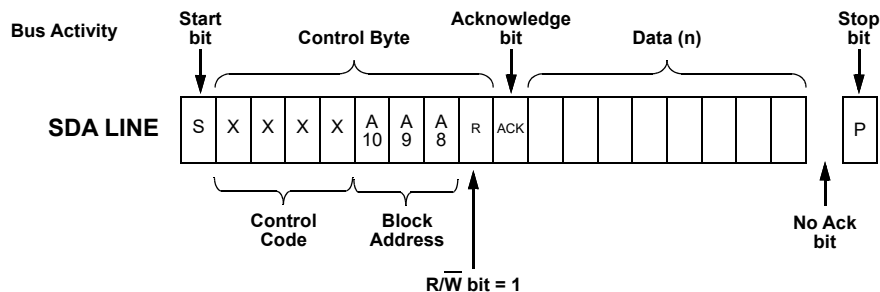 Bus Activity
Start
bit
Control Byte
Acknowledge
bit
Data (n)
Stop
bit
SDA LINE
S
X
X
X
X
A
10
A
9
A
8
R
ACK
P
Control
Code
Block
Address
No Ack
bit
R/W̅ bit = 1